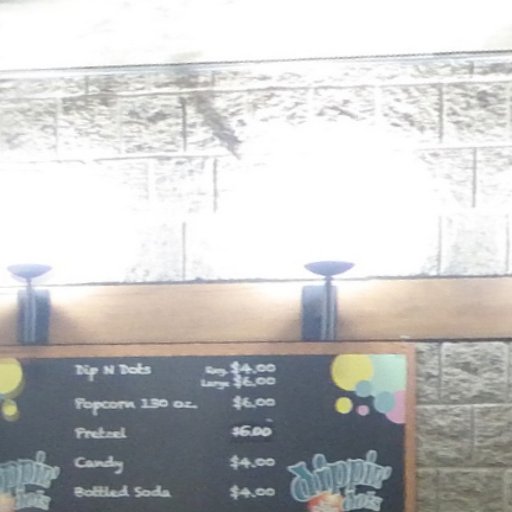 Dip N Dots Reg. $4.00
Large $6.00
Popcorn 130 oz. $6.00
Pretzel $6.00
Candy $4.00
Bottled Soda $4.00
dippin'
dots
dippin'
dots